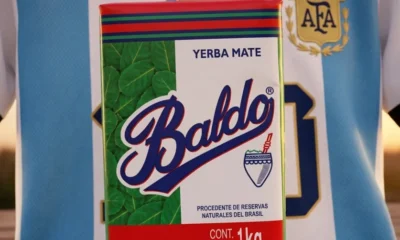 AFA
YERBA MATE
Baldo®
PROCEDENTE DE RESERVAS
NATURALES DEL BRASIL
CONT. 1kg